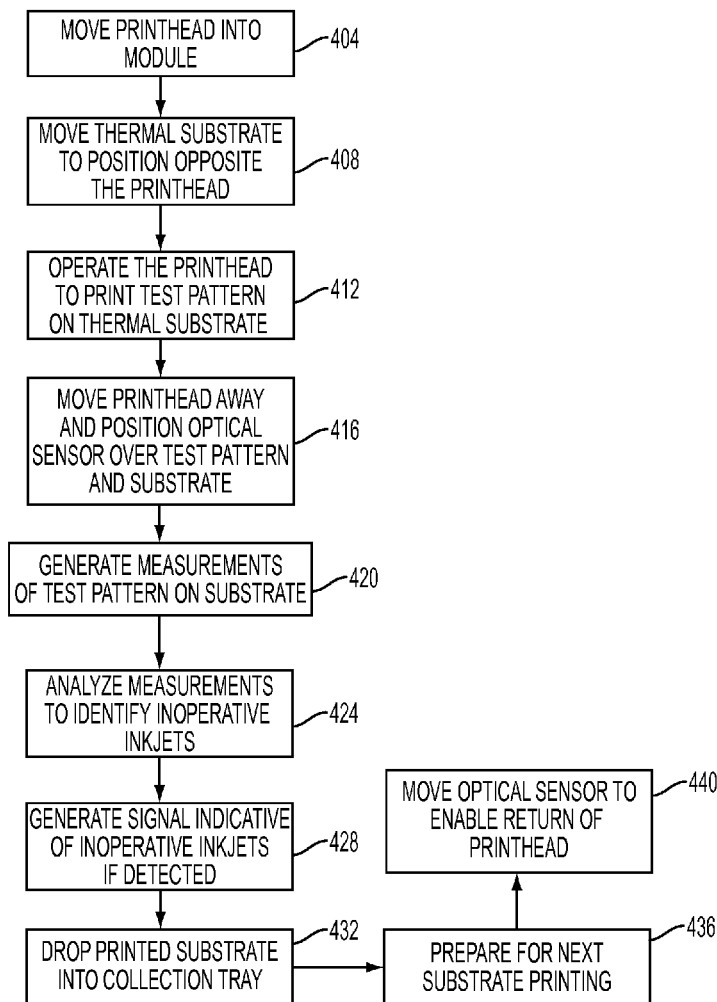 MOVE PRINTHEAD INTO
MODULE
404
MOVE THERMAL SUBSTRATE
TO POSITION OPPOSITE
THE PRINTHEAD
408
OPERATE THE PRINTHEAD
TO PRINT TEST PATTERN
ON THERMAL SUBSTRATE
412
MOVE PRINTHEAD AWAY
AND POSITION OPTICAL
SENSOR OVER TEST PATTERN
AND SUBSTRATE
416
GENERATE MEASUREMENTS
OF TEST PATTERN ON SUBSTRATE
420
ANALYZE MEASUREMENTS
TO IDENTIFY INOPERATIVE
INKJETS
424
GENERATE SIGNAL INDICATIVE
OF INOPERATIVE INKJETS
IF DETECTED
428
DROP PRINTED SUBSTRATE
INTO COLLECTION TRAY
432
PREPARE FOR NEXT
SUBSTRATE PRINTING
436
MOVE OPTICAL SENSOR TO
ENABLE RETURN OF
PRINTHEAD
440